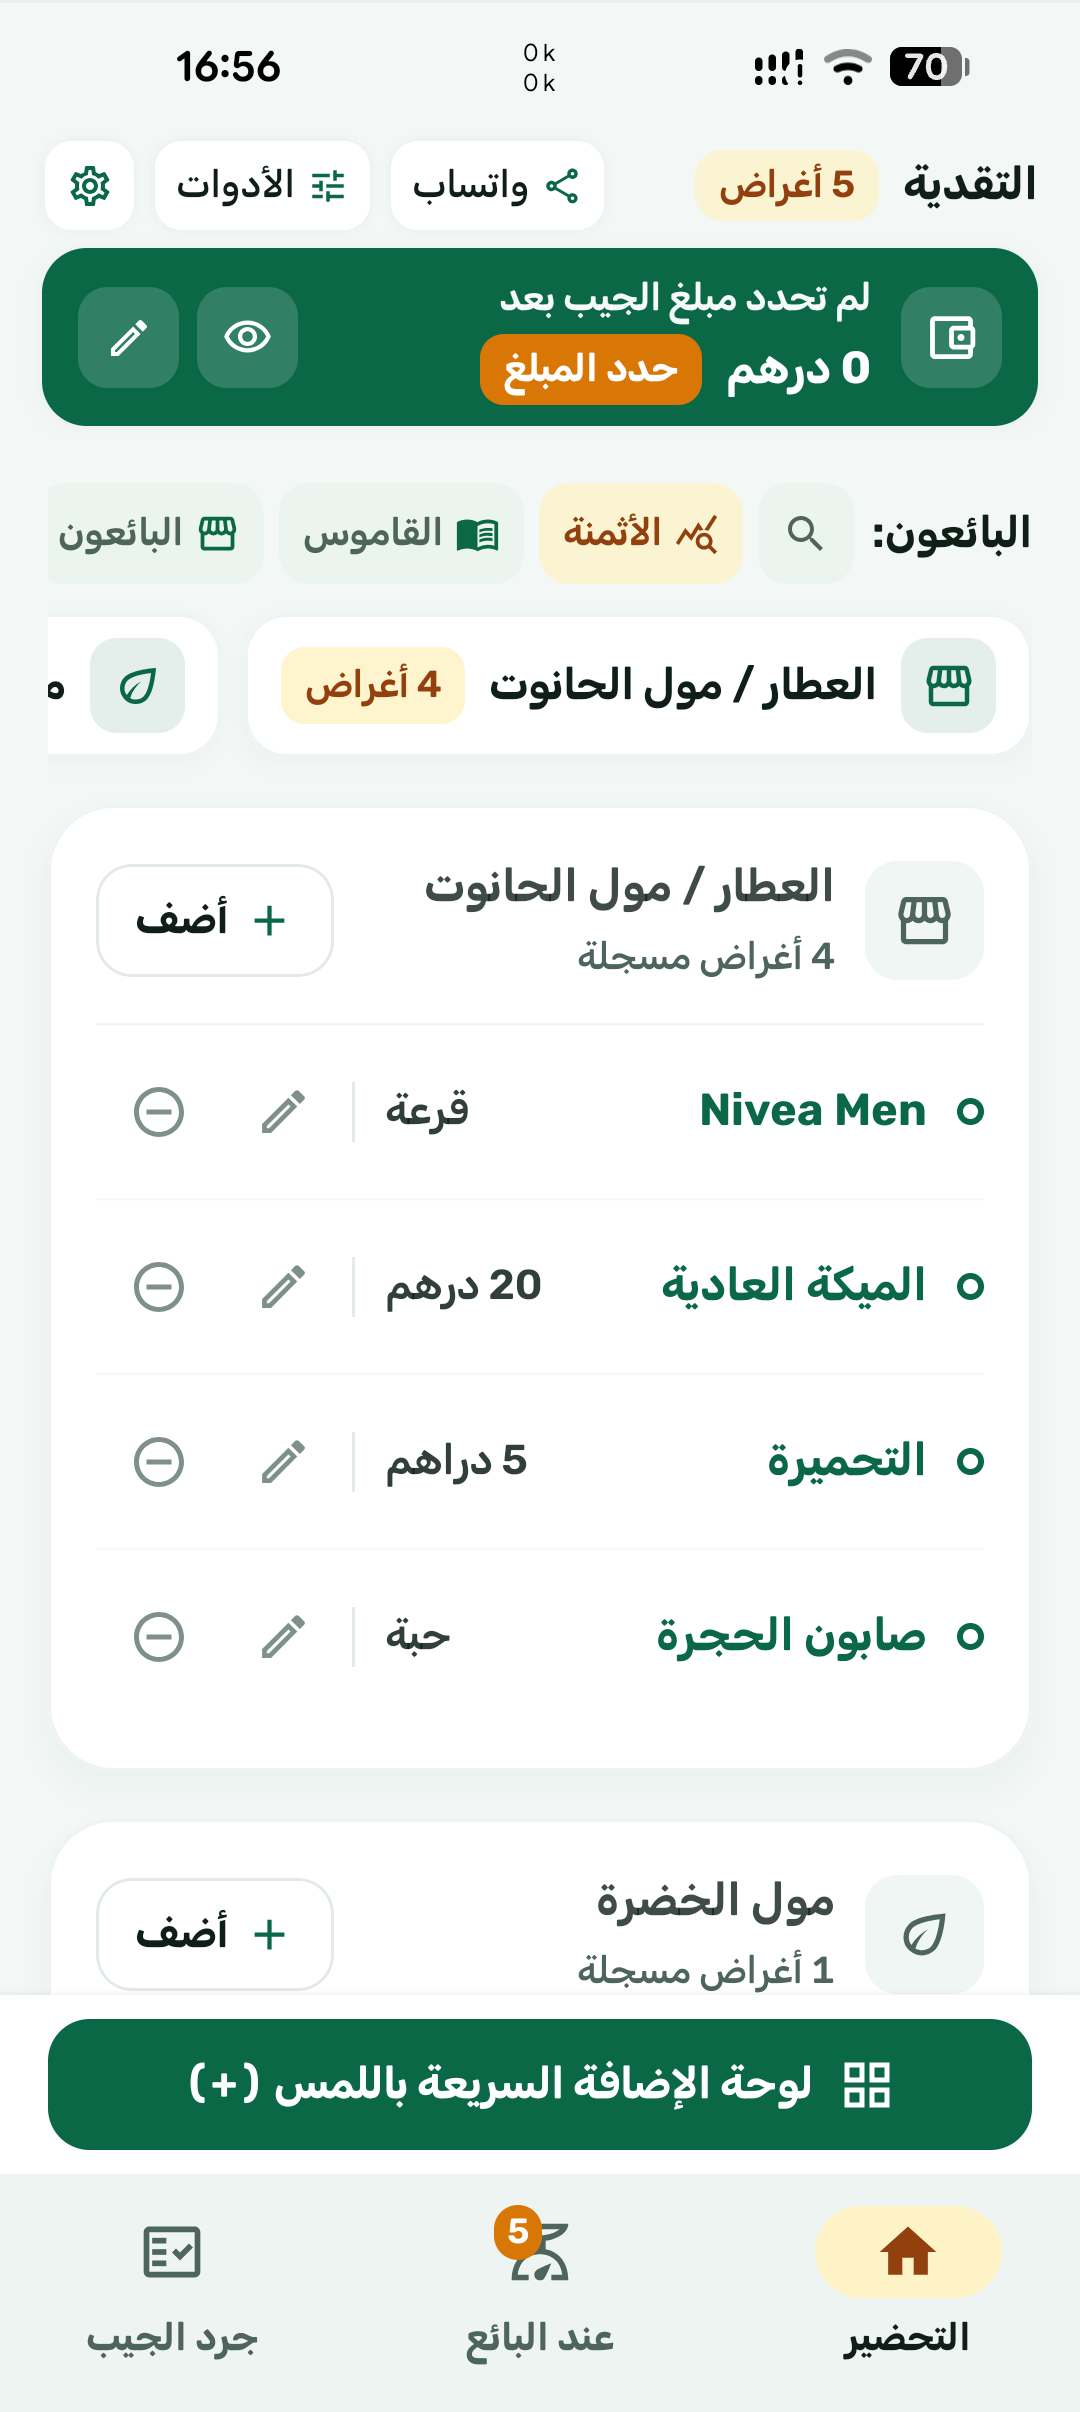 16:56
0 k
0 k
70
التقدية
5 أغراض
واتساب
الأدوات
لم تحدد مبلغ الجيب بعد
0 درهم
حدد المبلغ
البائعون:
الأثمنة
القاموس
البائعون
العطار / مول الحانوت
4 أغراض
العطار / مول الحانوت
4 أغراض مسجلة
أضف
Nivea Men
قرعة
الميكة العادية
20 درهم
التحميرة
5 دراهم
صابون الحجرة
حبة
مول الخضرة
1 أغراض مسجلة
أضف
لوحة الإضافة السريعة باللمس (+)
التحضير
5
عند البائع
جرد الجيب